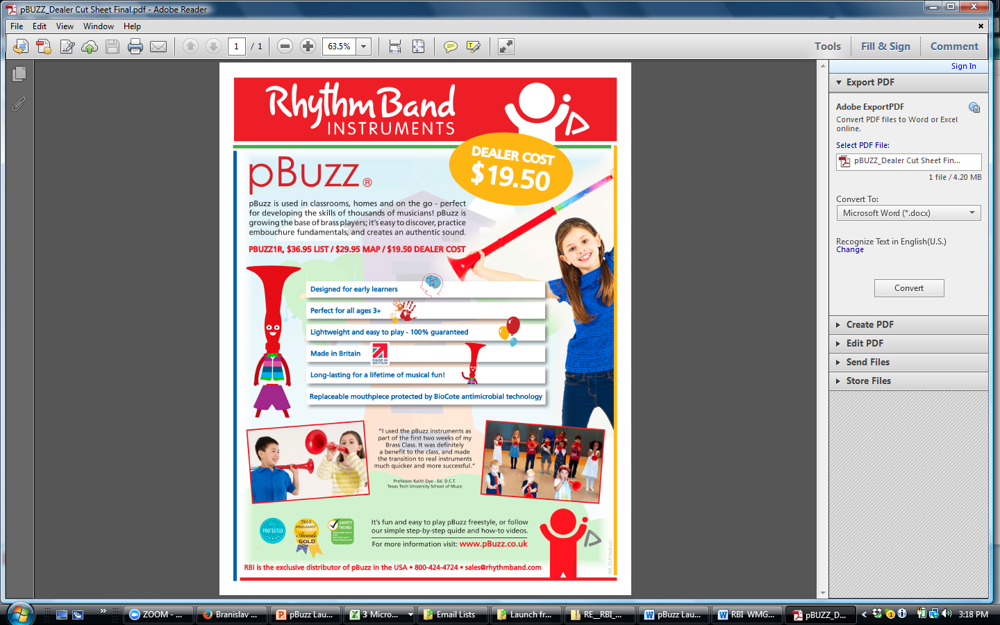 pBUZZ_Dealer Cut Sheet Final.pdf - Adobe Reader
File Edit View Window Help
1 / 1 63.5% Tools Fill & Sign Comment
Sign In
Export PDF
Adobe ExportPDF
Convert PDF files to Word or Excel
online.
Select PDF File:
pBUZZ_Dealer Cut Sheet Fin...
1 file / 4.20 MB
Convert To:
Microsoft Word (*.docx)
Recognize Text in English(U.S.)
Change
Convert
Create PDF
Edit PDF
Send Files
Store Files
Rhythm Band
INSTRUMENTS
DEALER COST
$19.50
pBuzz®
pBuzz is used in classrooms, homes and on the go - perfect
for developing the skills of thousands of musicians! pBuzz is
growing the base of brass players; it's easy to discover, practice
embouchure fundamentals, and creates an authentic sound.
PBUZZ1R, $36.95 LIST / $29.95 MAP / $19.50 DEALER COST
Designed for early learners
Perfect for all ages 3+
Lightweight and easy to play - 100% guaranteed
Made in Britain
MADE IN
BRITAIN
Long-lasting for a lifetime of musical fun!
Replaceable mouthpiece protected by BioCote antimicrobial technology
"I used the pBuzz instruments as
part of the first two weeks of my
Brass Class. It was definitely
a benefit to the class, and made
the transition to real instruments
much quicker and more successful."
Professor Keith Dye - Ed. D.C.T.
Texas Tech University School of Music
PROTECTED
2016
Awards
GOLD
SAFETY
TESTED
It's fun and easy to play pBuzz freestyle, or follow
our simple step-by-step quide and how-to videos.
For more information visit: www.pBuzz.co.uk
RBI is the exclusive distributor of pBuzz in the USA • 800-424-4724 • sales@rhythmband.com
» ZOOM - ... Branislav ... pBuzz Lau... 3 Micro... Email Lists Launch fr... RE__RBI_... pBuzz Lau... RBI WMG... pBUZZ_D... 3:18 PM